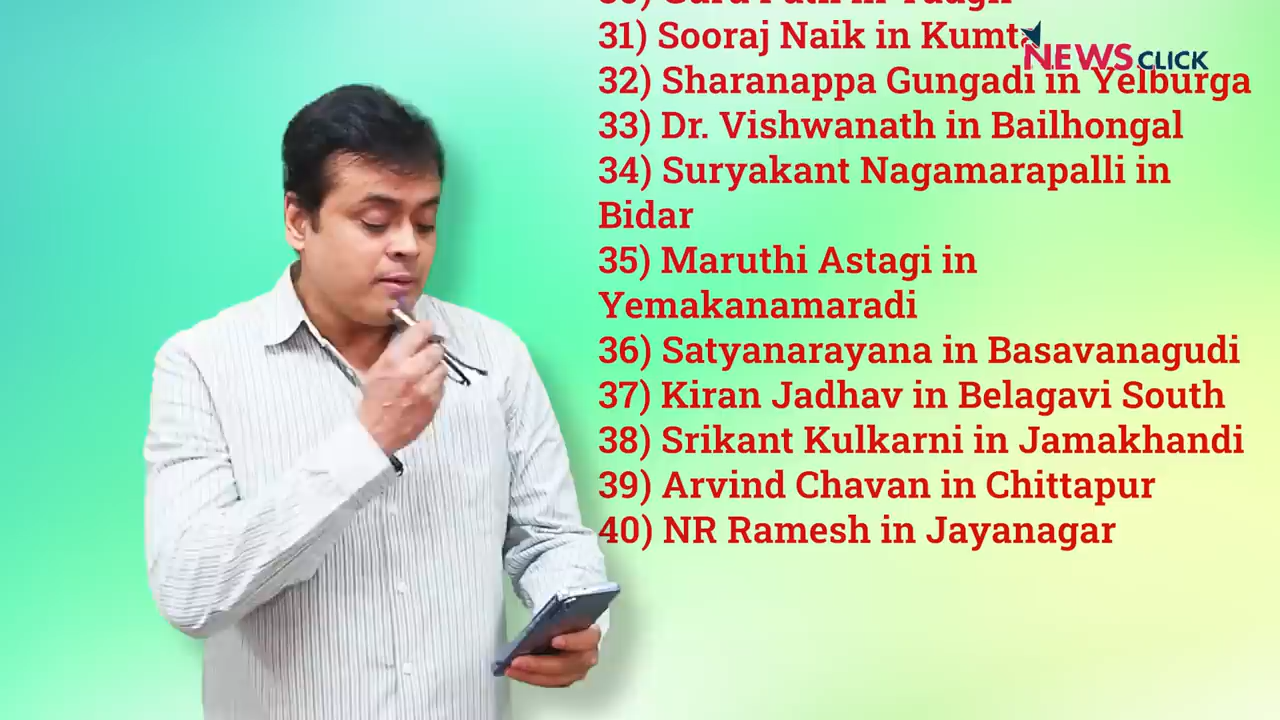 31) Sooraj Naik in Kumta
NEWSCLICK
32) Sharanappa Gungadi in Yelburga
33) Dr. Vishwanath in Bailhongal
34) Suryakant Nagamarapalli in
Bidar
35) Maruthi Astagi in
Yemakanamaradi
36) Satyanarayana in Basavanagudi
37) Kiran Jadhav in Belagavi South
38) Srikant Kulkarni in Jamakhandi
39) Arvind Chavan in Chittapur
40) NR Ramesh in Jayanagar